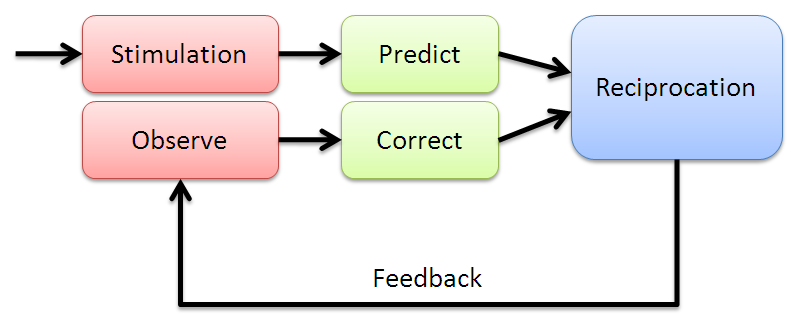 Stimulation
Predict
Reciprocation
Observe
Correct
Feedback